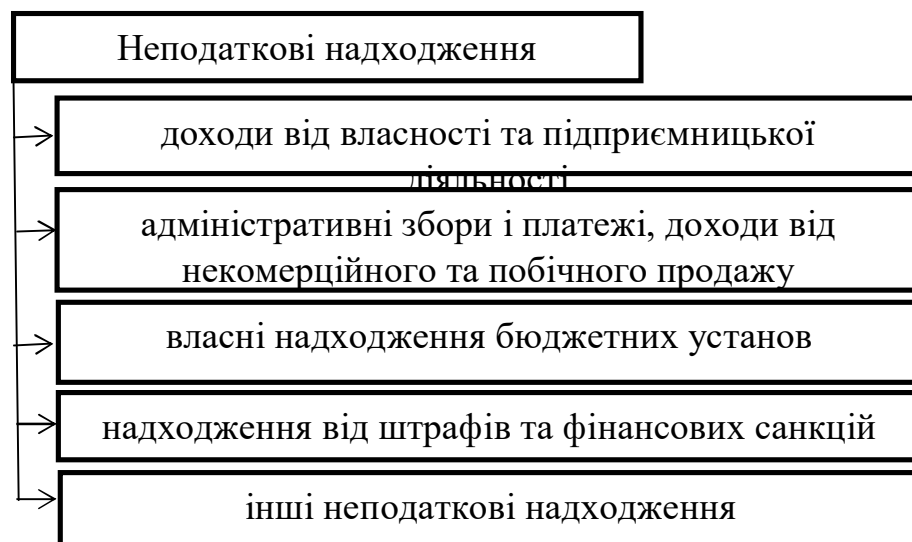 Неподаткові надходження
доходи від власності та підприємницької
діяльності
адміністративні збори і платежі, доходи від
некомерційного та побічного продажу
власні надходження бюджетних установ
надходження від штрафів та фінансових санкцій
інші неподаткові надходження